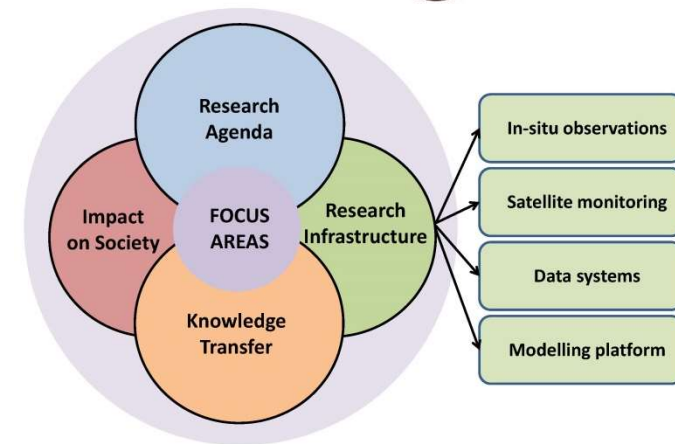 Research
Agenda
Impact
on Society
FOCUS
AREAS
Research
Infrastructure
Knowledge
Transfer
In-situ observations
Satellite monitoring
Data systems
Modelling platform